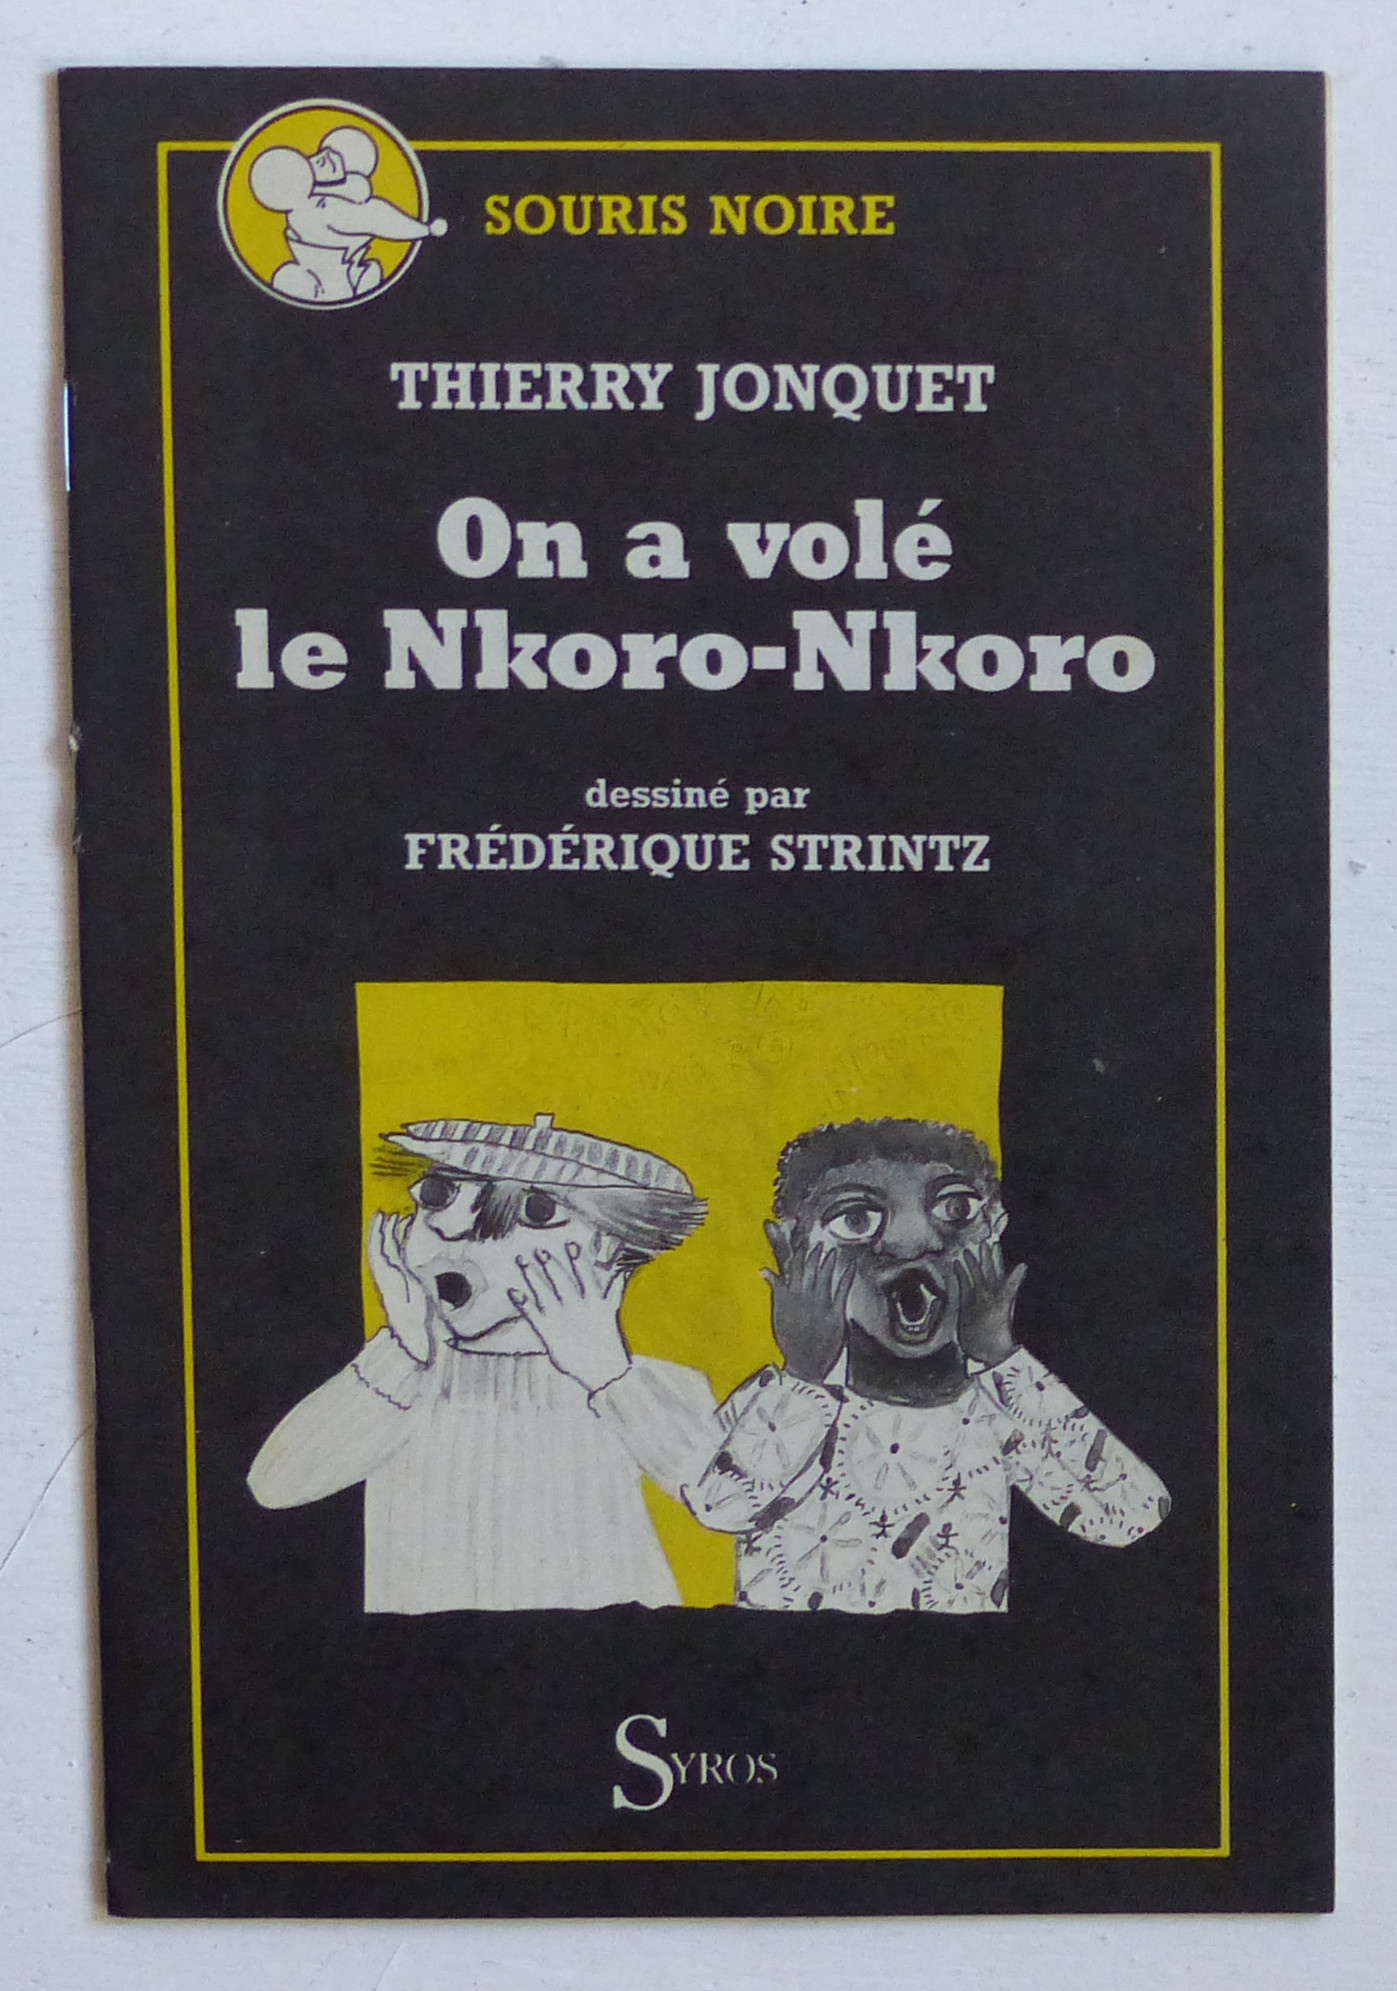 SOURIS NOIRE
THIERRY JONQUET
On a volé
le Nkoro-Nkoro
dessiné par
FRÉDÉRIQUE STRINTZ
SYROS